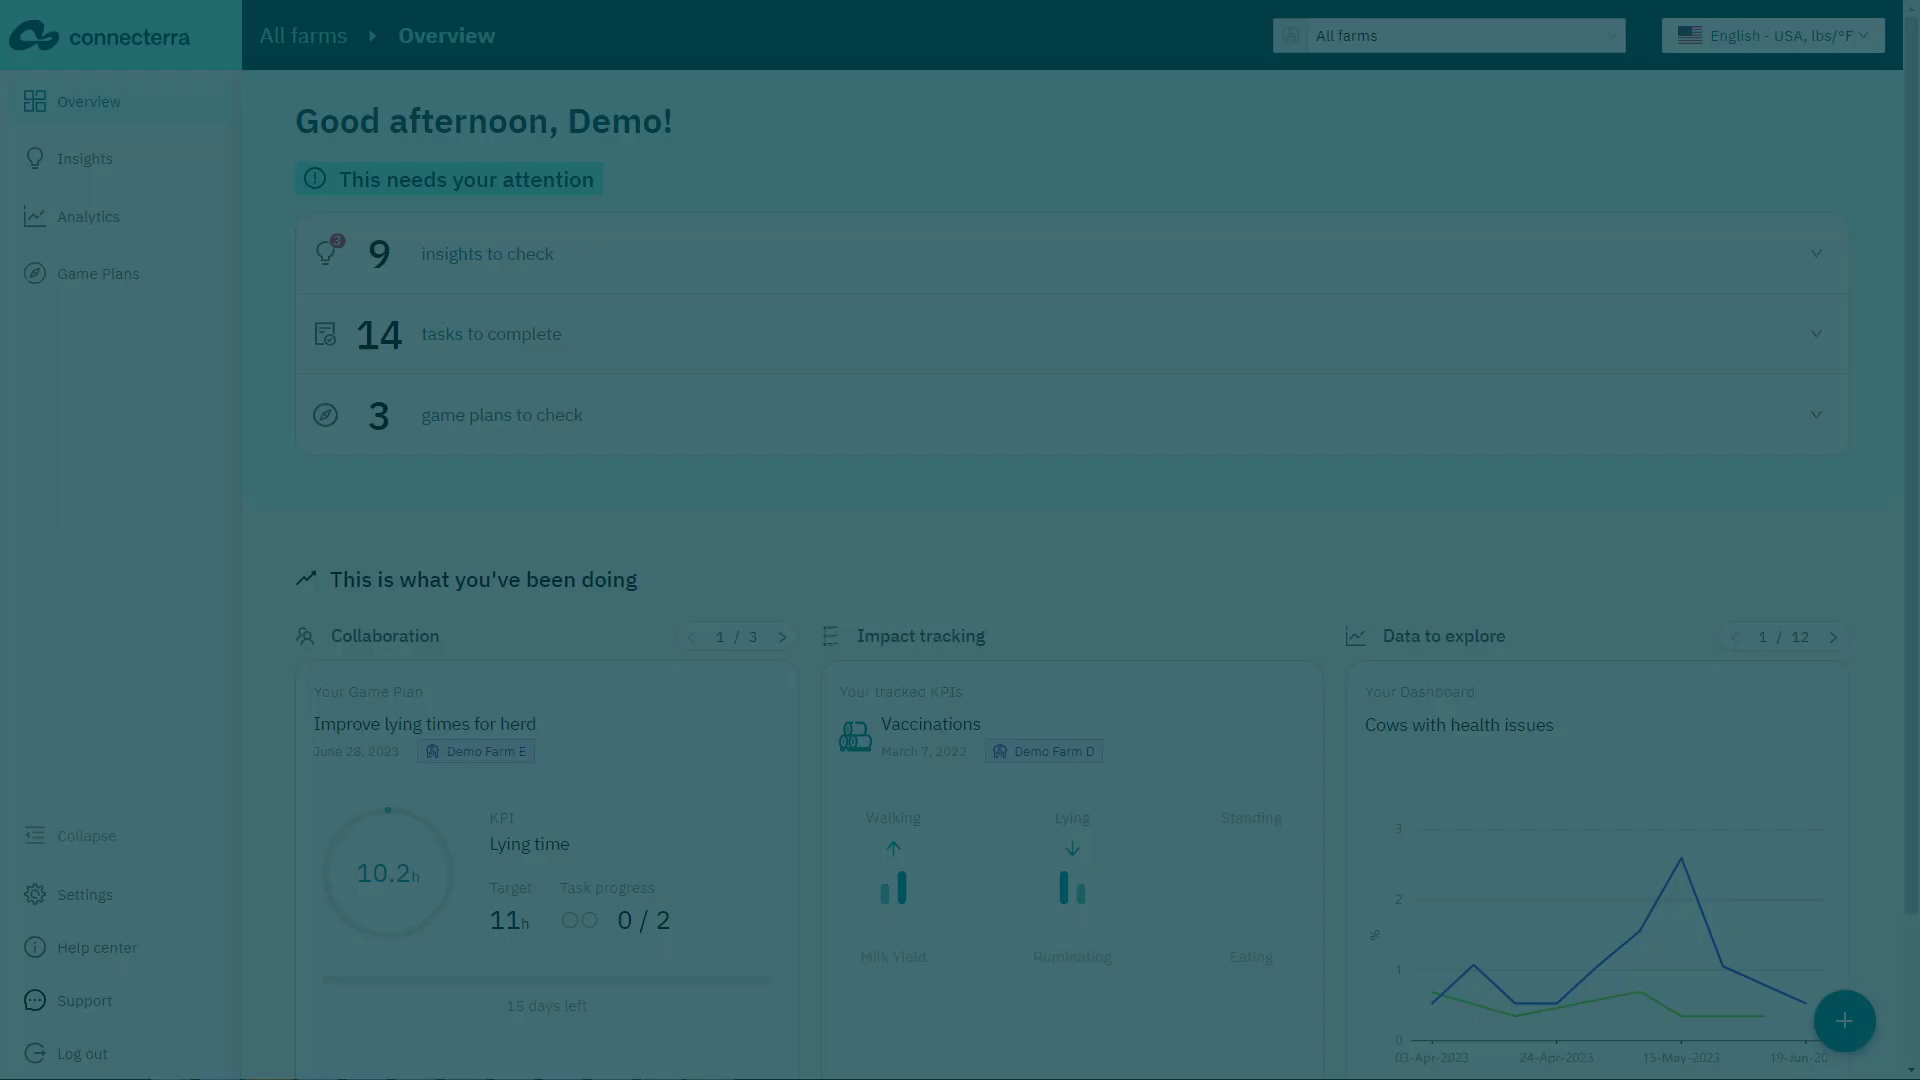 connecterra
All farms
Overview
All farms
English - USA, lbs/°F
Overview
Insights
Analytics
Game Plans
Collapse
Settings
Help center
Support
Log out
Good afternoon, Demo!
This needs your attention
3
9 insights to check
14 tasks to complete
3 game plans to check
This is what you've been doing
Collaboration
1 / 3
Your Game Plan
Improve lying times for herd
June 28, 2023 Demo Farm E
10.2h
KPI
Lying time
Target Task progress
11h 0 / 2
15 days left
Impact tracking
Your tracked KPIs
Vaccinations
March 7, 2022 Demo Farm D
Walking Lying Standing
Milk Yield Ruminating Eating
Data to explore
1 / 12
Your Dashboard
Cows with health issues
3
2
%
1
0
03-Apr-2023 24-Apr-2023 15-May-2023 19-Jun-20